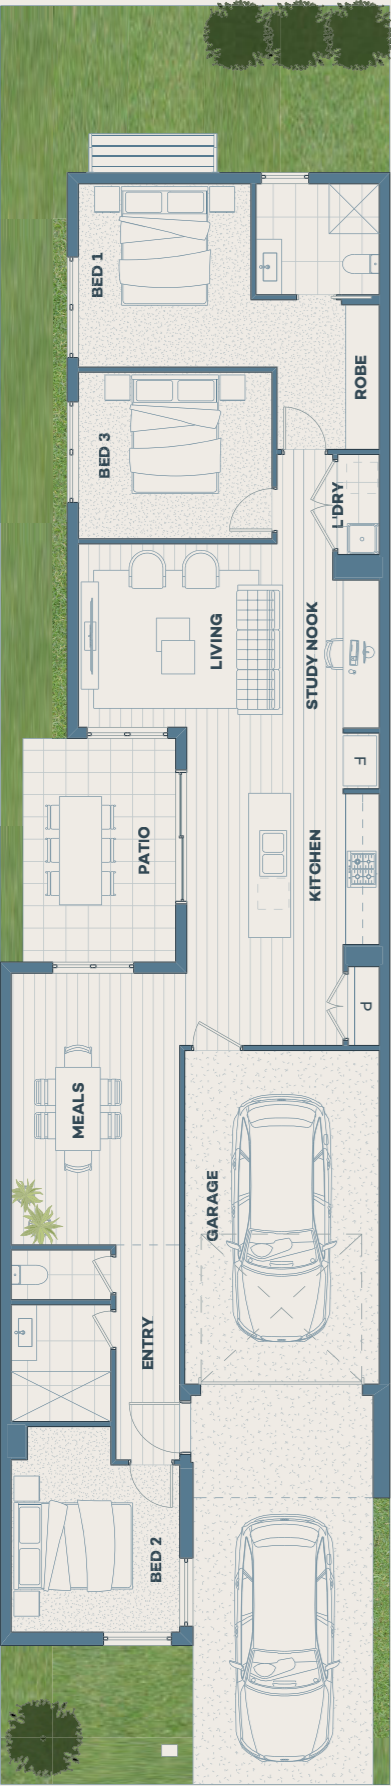 BED 1
ROBE
BED 3
L'DRY
LIVING
STUDY NOOK
F
PATIO
KITCHEN
P
MEALS
GARAGE
ENTRY
BED 2